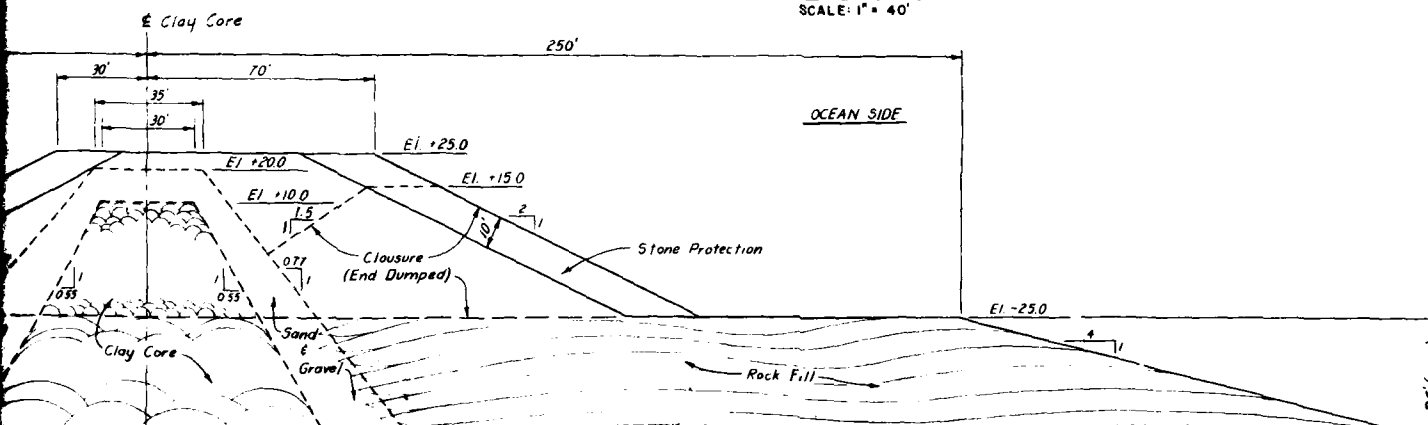 SCALE: 1" = 40'
℄ Clay Core
250'
30'
70'
35'
30'
OCEAN SIDE
El. +25.0
El. +20.0
El. +15.0
El. +10.0
1.5
1
2
1
10'
Clousure
(End Dumped)
Stone Protection
0.77
1
1
0.55
1
0.55
El. -25.0
4
1
Sand
&
Gravel
Clay Core
Rock Fill